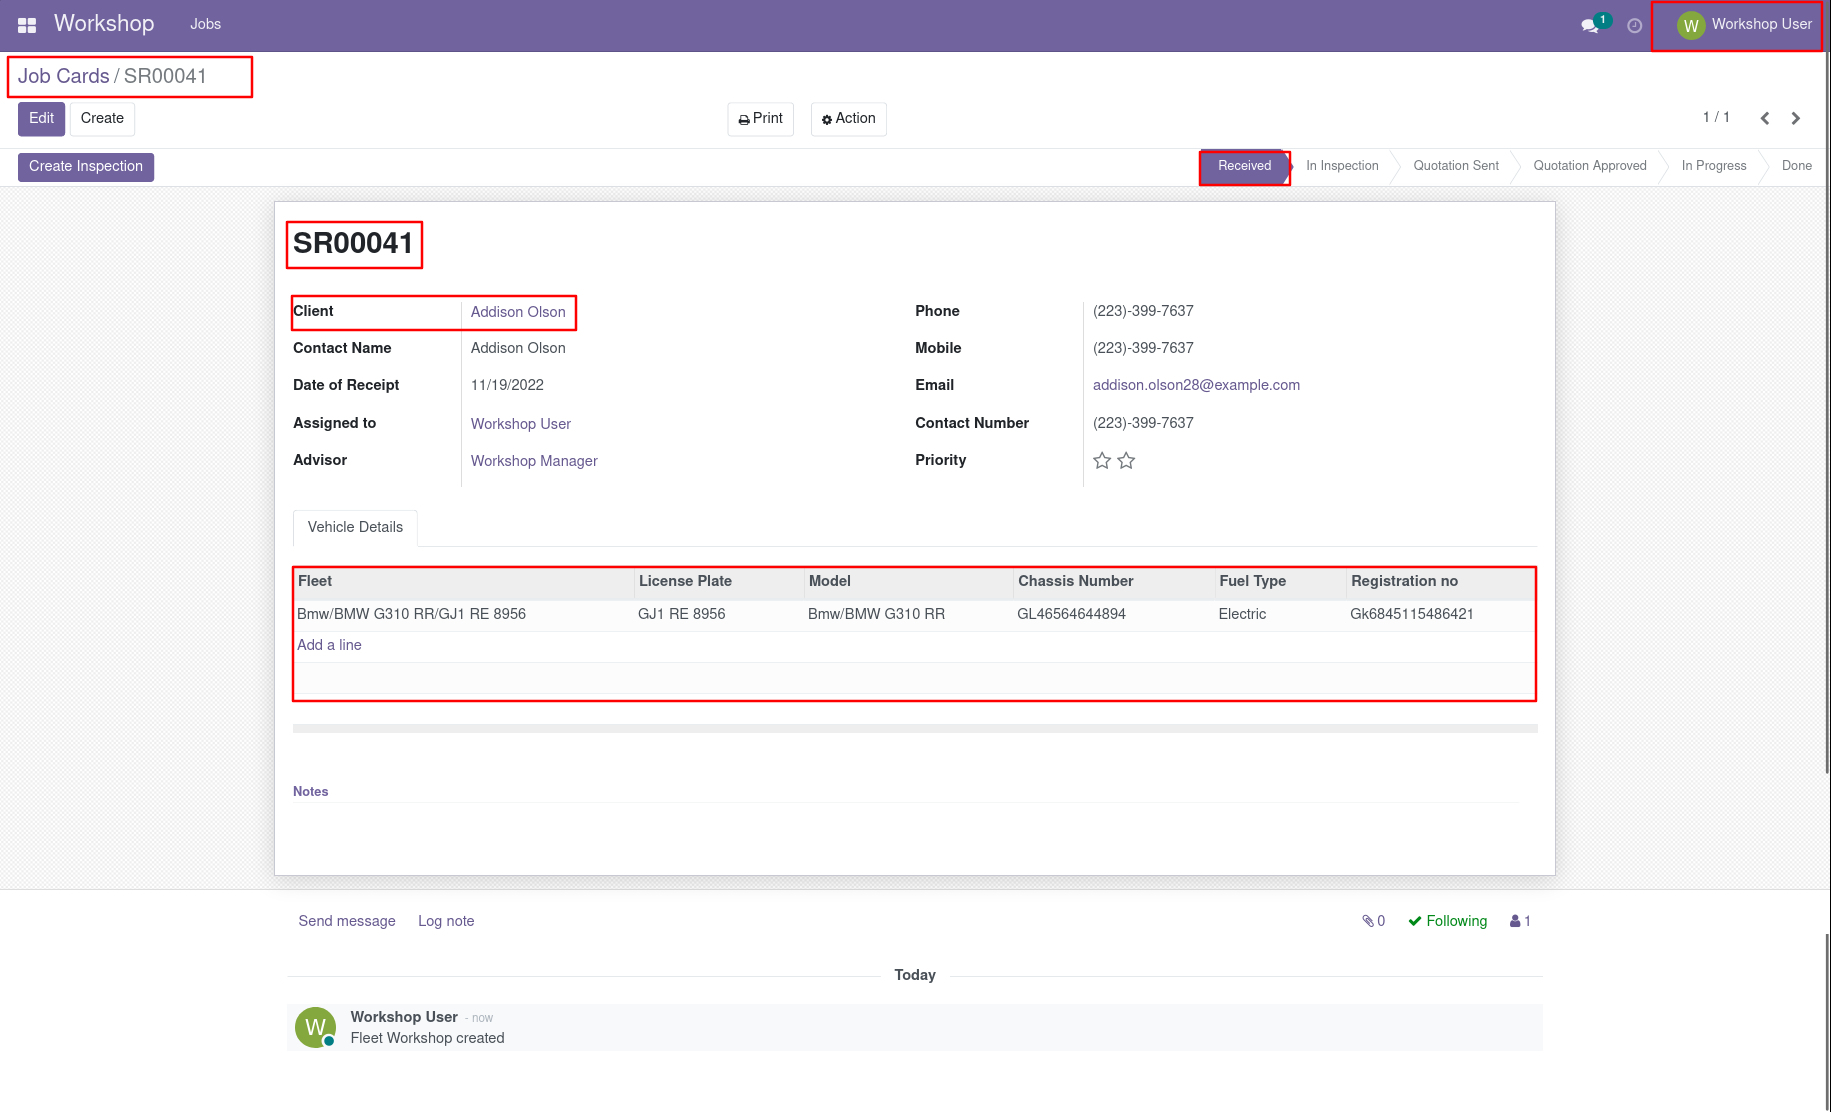 Workshop Jobs 1 W Workshop User
Job Cards / SR00041
Edit Create Print Action 1 / 1
Create Inspection Received In Inspection Quotation Sent Quotation Approved In Progress Done
SR00041
Client Addison Olson Phone (223)-399-7637
Contact Name Addison Olson Mobile (223)-399-7637
Date of Receipt 11/19/2022 Email addison.olson28@example.com
Assigned to Workshop User Contact Number (223)-399-7637
Advisor Workshop Manager Priority
Vehicle Details
Fleet License Plate Model Chassis Number Fuel Type Registration no
Bmw/BMW G310 RR/GJ1 RE 8956 GJ1 RE 8956 Bmw/BMW G310 RR GL46564644894 Electric Gk6845115486421
Add a line
Notes
Send message Log note 0 Following 1
Today
W Workshop User - now
Fleet Workshop created